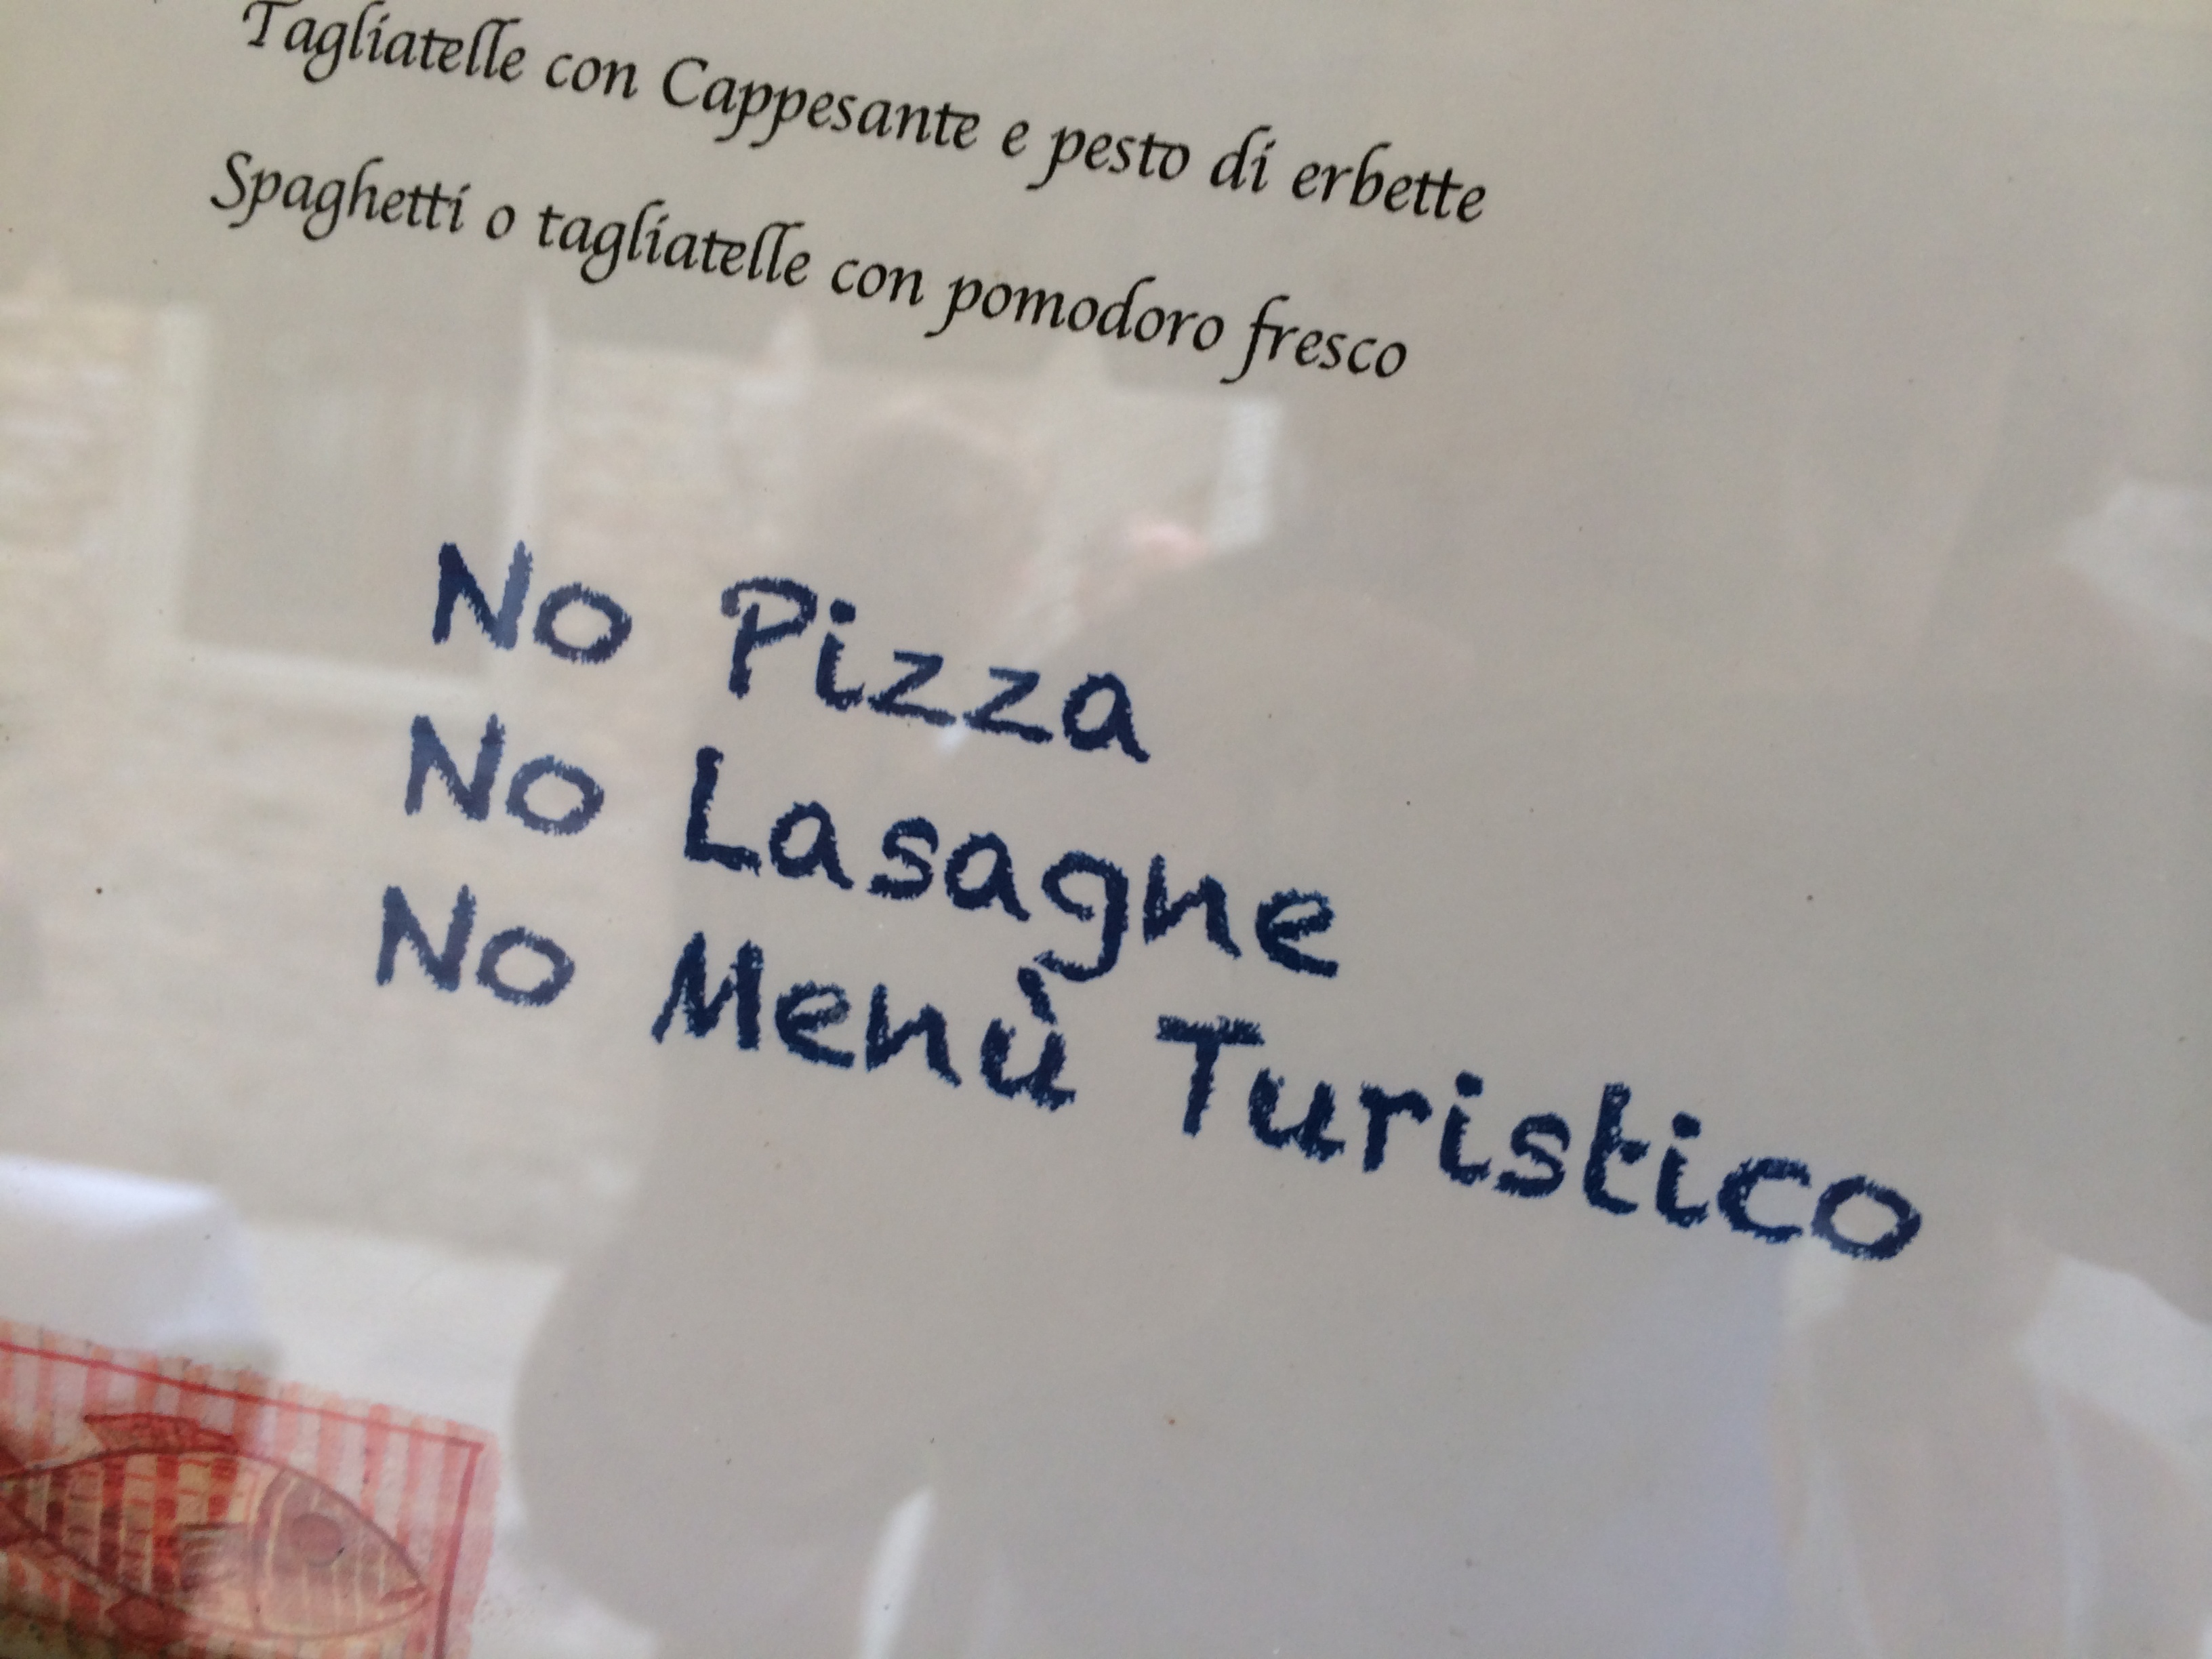 Tagliatelle con Cappesante e pesto di erbette
Spaghetti o tagliatelle con pomodoro fresco
No Pizza
No Lasagne
No Menù Turistico